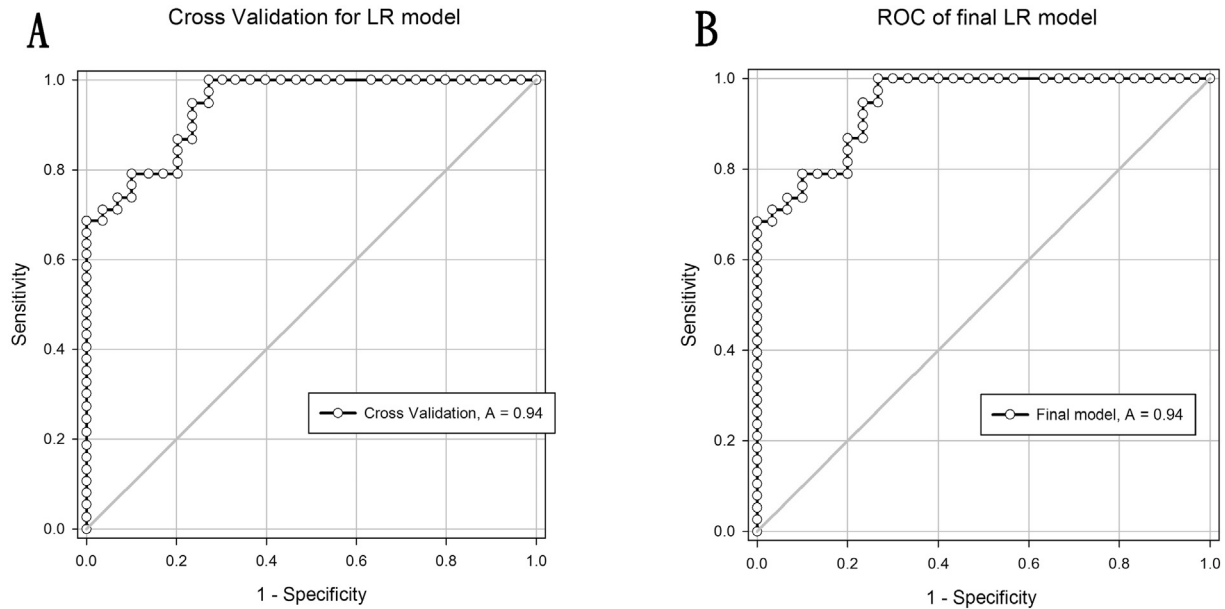 A
Cross Validation for LR model
1.0
0.8
0.6
0.4
0.2
0.0
Sensitivity
Cross Validation, A = 0.94
0.0 0.2 0.4 0.6 0.8 1.0
1 - Specificity
B
ROC of final LR model
1.0
0.8
0.6
0.4
0.2
0.0
Sensitivity
Final model, A = 0.94
0.0 0.2 0.4 0.6 0.8 1.0
1 - Specificity